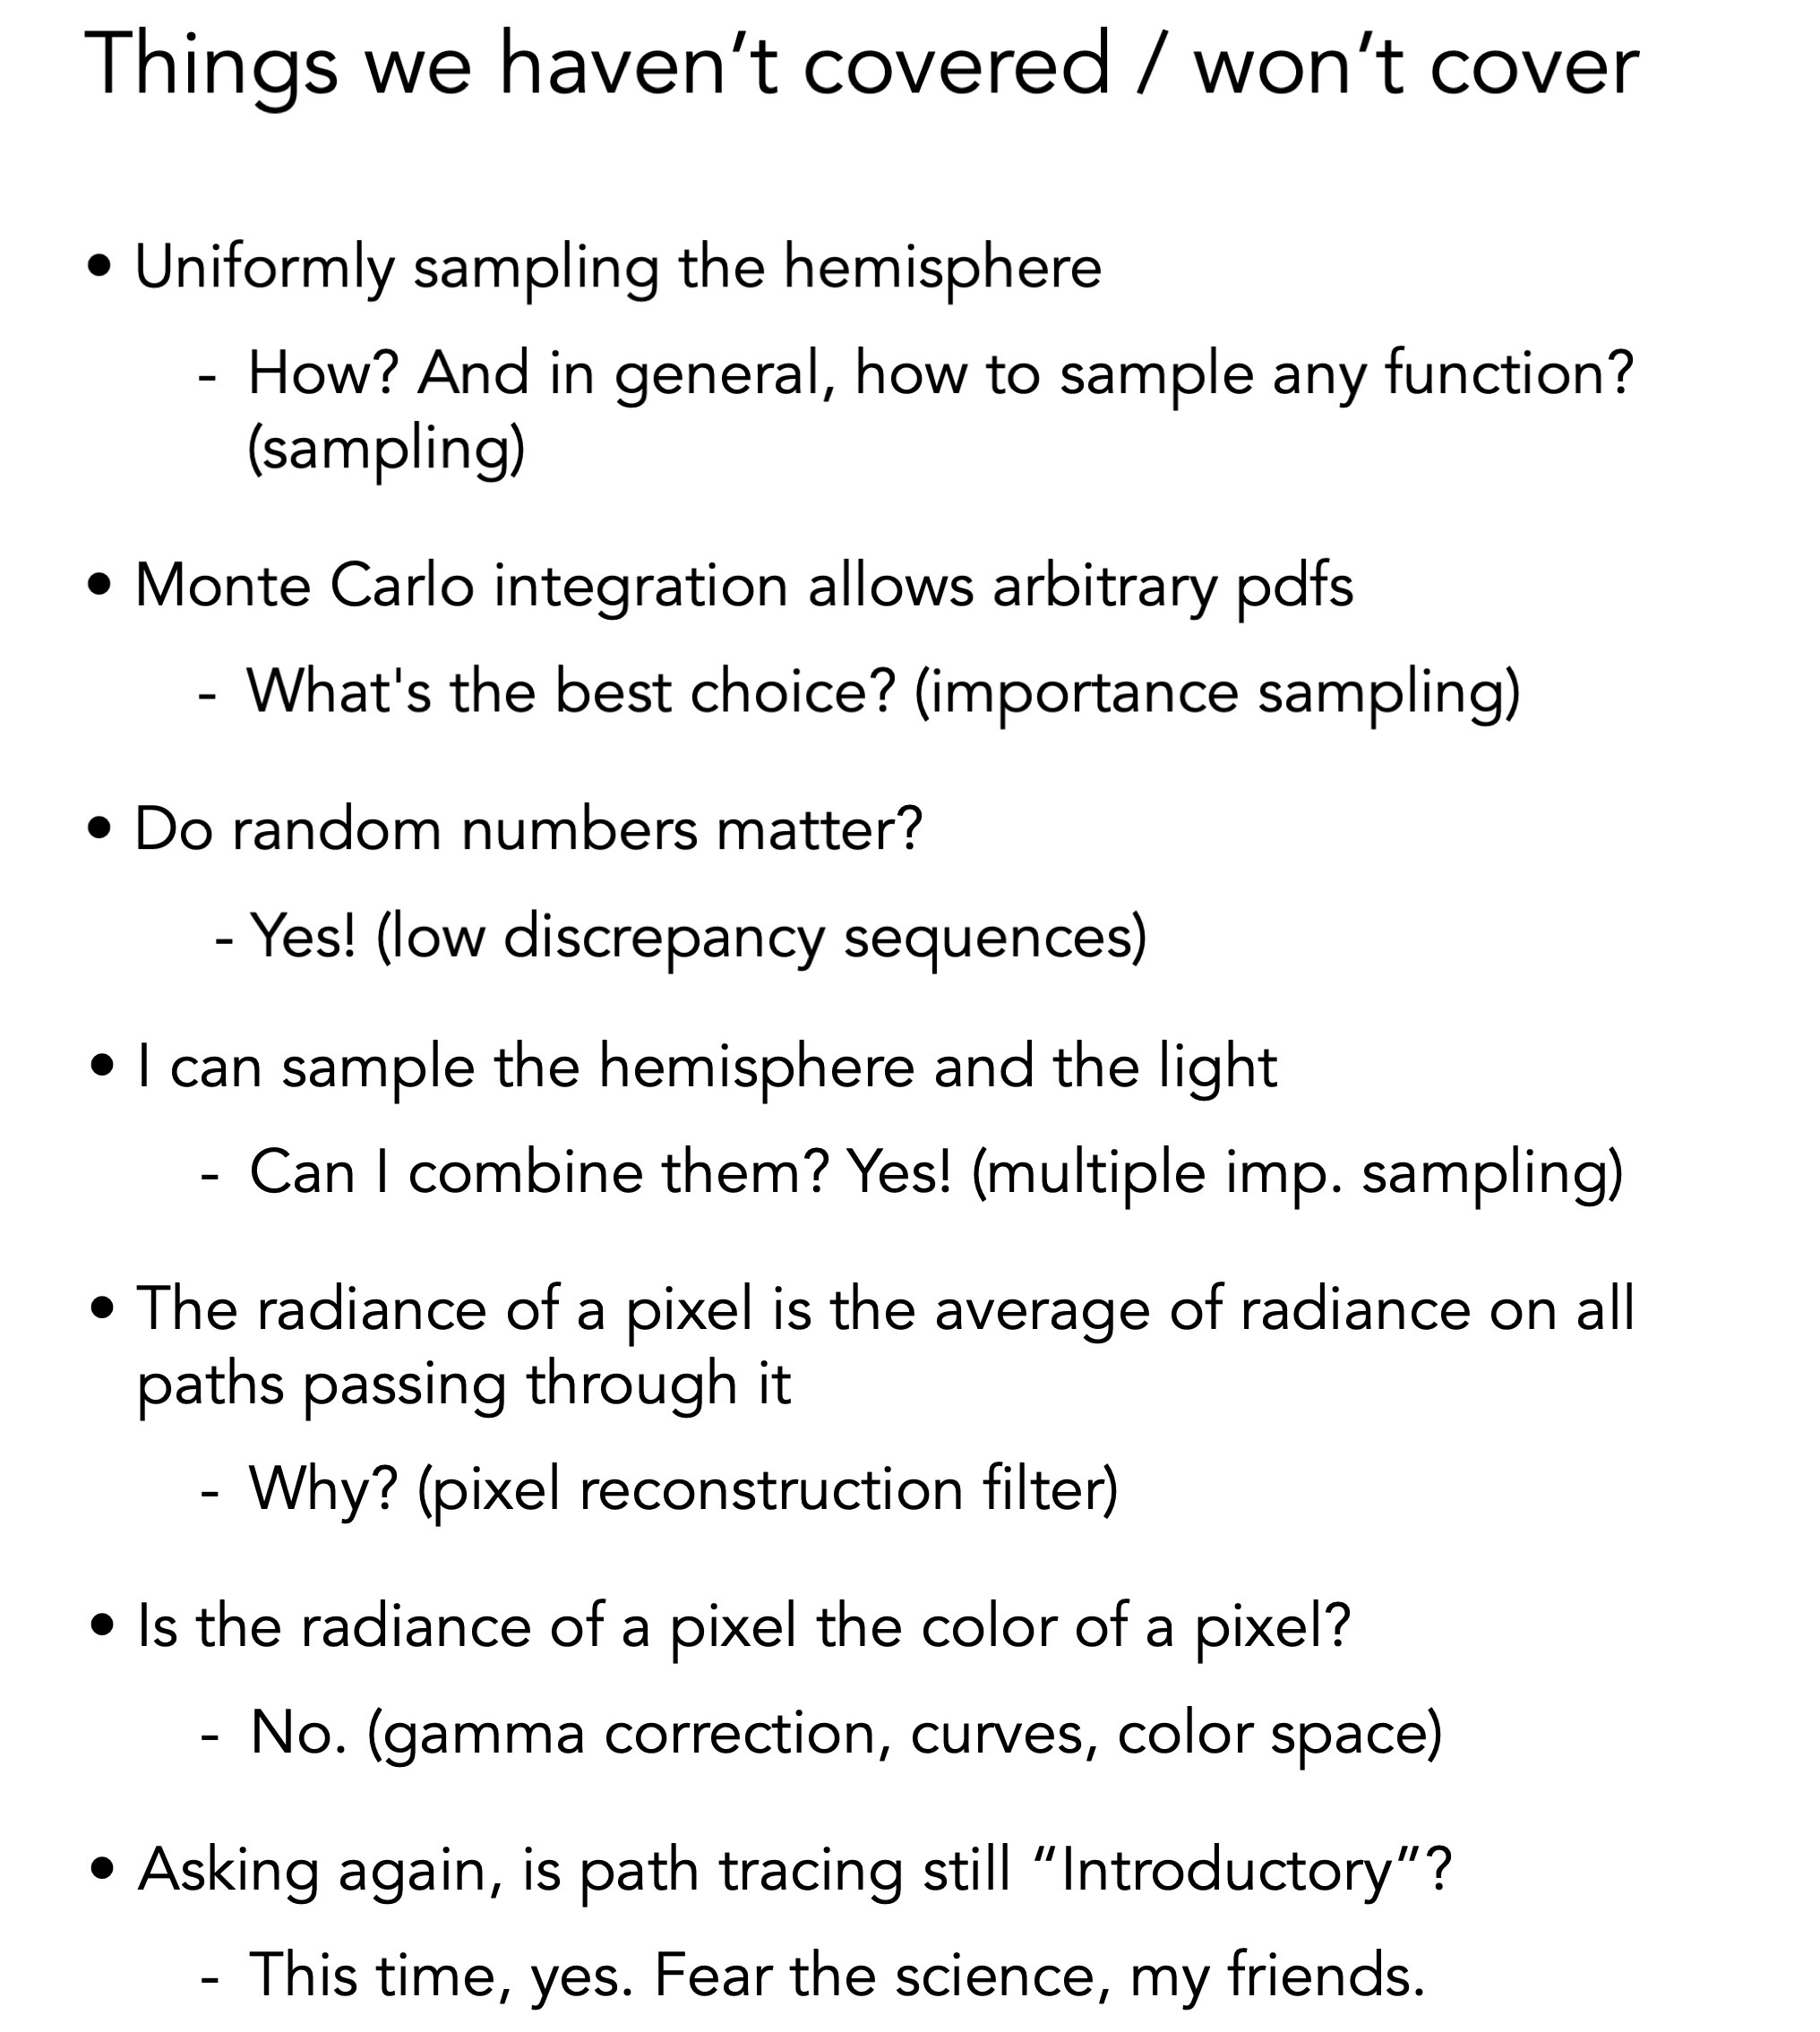 Things we haven’t covered / won’t cover
• Uniformly sampling the hemisphere
- How? And in general, how to sample any function?
(sampling)
• Monte Carlo integration allows arbitrary pdfs
- What's the best choice? (importance sampling)
• Do random numbers matter?
- Yes! (low discrepancy sequences)
• I can sample the hemisphere and the light
- Can I combine them? Yes! (multiple imp. sampling)
• The radiance of a pixel is the average of radiance on all
paths passing through it
- Why? (pixel reconstruction filter)
• Is the radiance of a pixel the color of a pixel?
- No. (gamma correction, curves, color space)
• Asking again, is path tracing still “Introductory”?
- This time, yes. Fear the science, my friends.